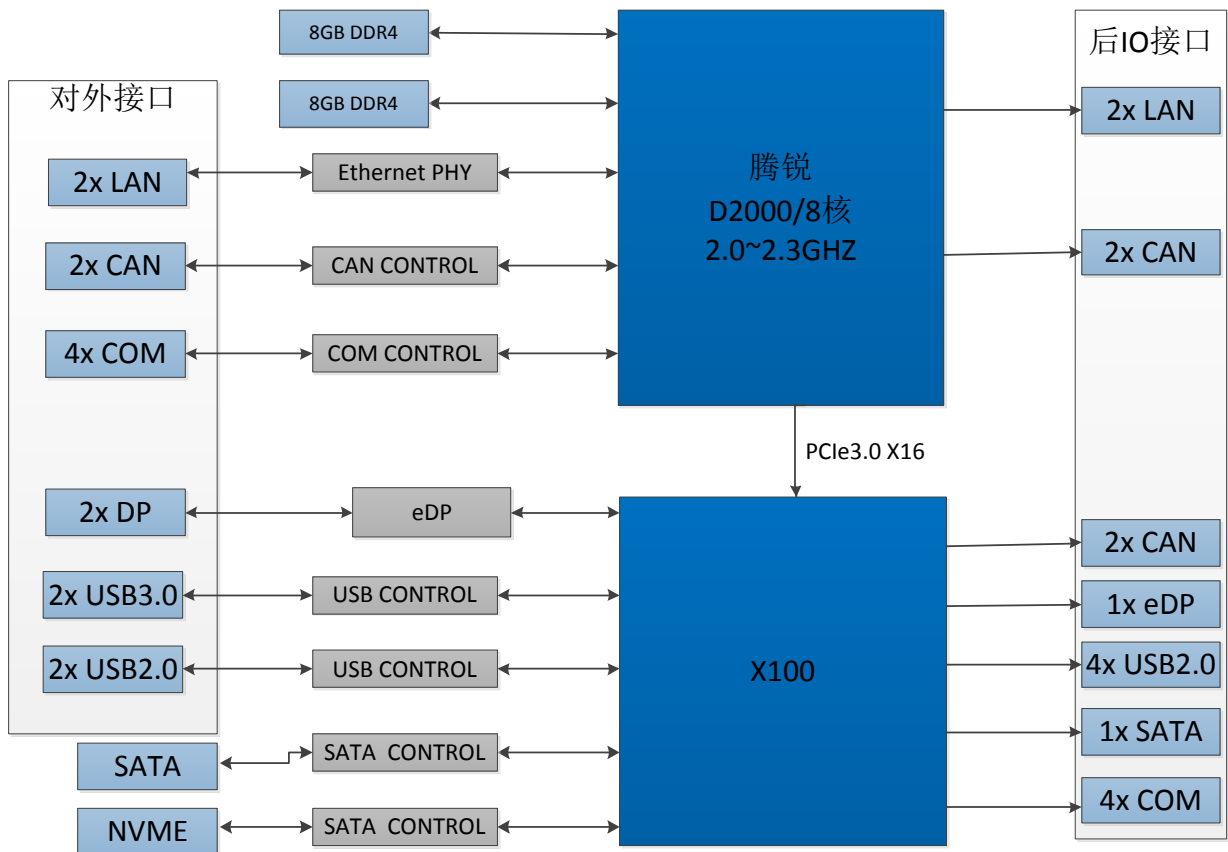 8GB DDR4
8GB DDR4
对外接口
2x LAN
2x CAN
4x COM
2x DP
2x USB3.0
2x USB2.0
SATA
NVME
Ethernet PHY
CAN CONTROL
COM CONTROL
eDP
USB CONTROL
USB CONTROL
SATA CONTROL
SATA CONTROL
腾锐
D2000/8核
2.0~2.3GHZ
PCIe3.0 X16
X100
后IO接口
2x LAN
2x CAN
2x CAN
1x eDP
4x USB2.0
1x SATA
4x COM